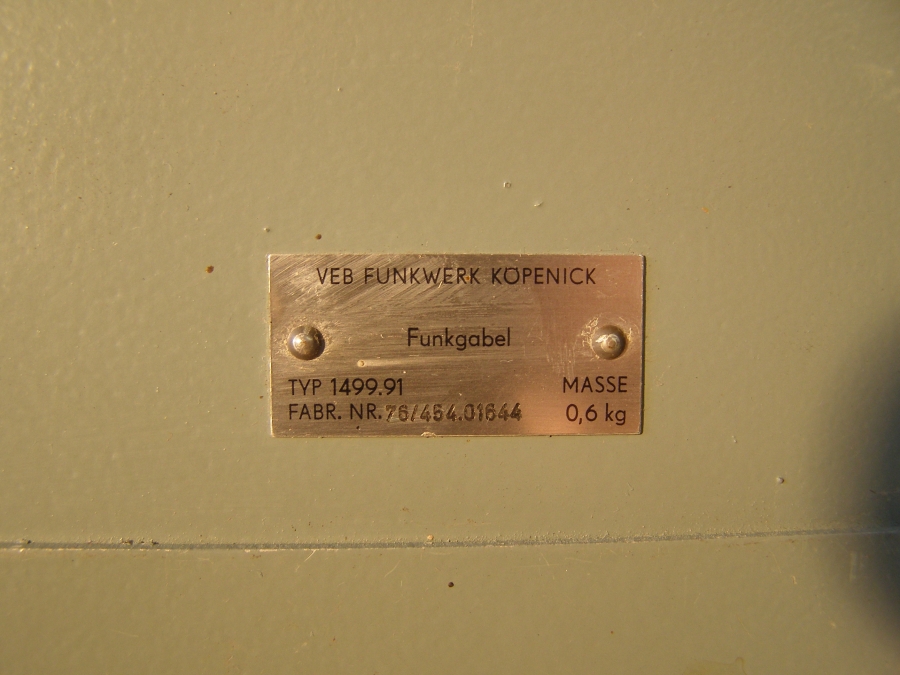 VEB FUNKWERK KÖPENICK
Funkgabel
TYP 1499.91
MASSE
FABR. NR. 76/454.01644
0,6 kg